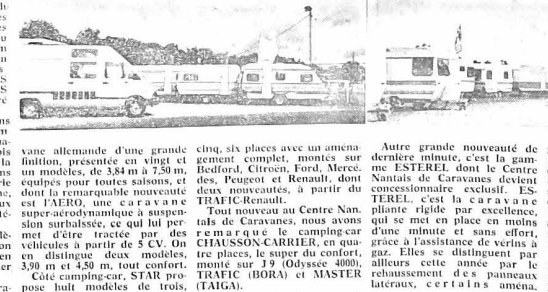 vane allemande d'une grande
finition, présentée en vingt et
un modèles, de 3,84 m à 7,50 m,
équipés pour toutes saisons, et
dont la remarquable nouveauté
est l'AERO, une caravane
super-aérodynamique à suspen-
sion surbaissée, ce qui lui per-
met d'être tractée par des
véhicules à partir de 5 CV. On
en distingue deux modèles,
3,90 m et 4,50 m, tout confort.
Côté camping-car, STAR pro-
pose huit modèles de trois,
cinq, six places avec un aména-
gement complet, montés sur
Bedford, Citroën, Ford, Mercé-
des, Peugeot et Renault, dont
deux nouveautés, à partir du
TRAFIC-Renault.
Tout nouveau au Centre Nan-
tais de Caravanes, nous avons
remarqué le camping-car
CHAUSSON-CARRIER, en qua-
tre places, le super du confort,
monté sur J 9 (Odyssée 4000),
TRAFIC (BORA) et MASTER
(TAIGA).
Autre grande nouveauté de
dernière minute, c'est la gam-
me ESTEREL dont le Centre
Nantais de Caravanes devient
concessionnaire exclusif. ES-
TEREL, c'est la caravane
pliante rigide par excellence,
qui se met en place en moins
d'une minute et sans effort,
grâce à l'assistance de vérins à
gaz. Elles se distinguent par
ailleurs cette année par le
rehaussement des panneaux
latéraux, certains aména-